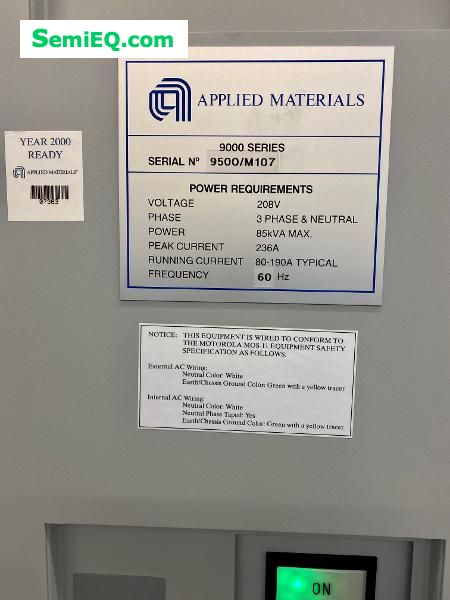 SemiEQ.com
APPLIED MATERIALS
9000 SERIES
SERIAL Nº 9500/M107
POWER REQUIREMENTS
VOLTAGE 208V
PHASE 3 PHASE & NEUTRAL
POWER 85kVA MAX.
PEAK CURRENT 236A
RUNNING CURRENT 80-190A TYPICAL
FREQUENCY 60 Hz
YEAR 2000
READY
APPLIED MATERIALS
NOTICE: THIS EQUIPMENT IS WIRED TO CONFORM TO
THE MOTOROLA MOS-11 EQUIPMENT SAFETY
SPECIFICATION AS FOLLOWS:
External AC Wiring:
Neutral Color: White
Earth/Chassis Ground Color: Green with a yellow tracer
Internal AC Wiring:
Neutral Color: White
Neutral Phase Taped: Yes
Earth/Chassis Ground Color: Green with a yellow tracer
ON